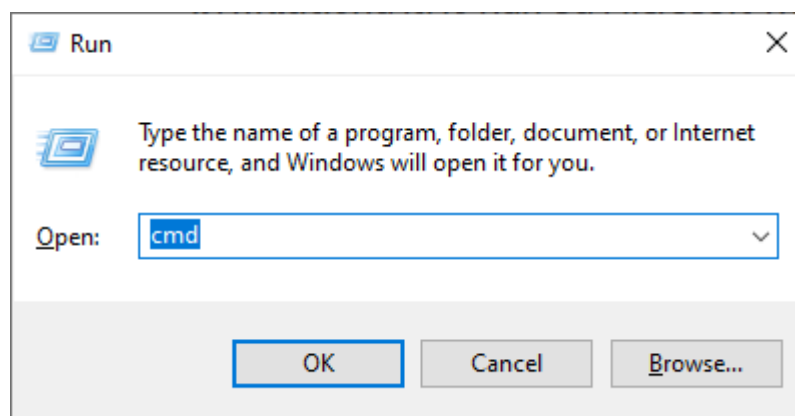 Run
Type the name of a program, folder, document, or Internet
resource, and Windows will open it for you.
Open: cmd
OK Cancel Browse...